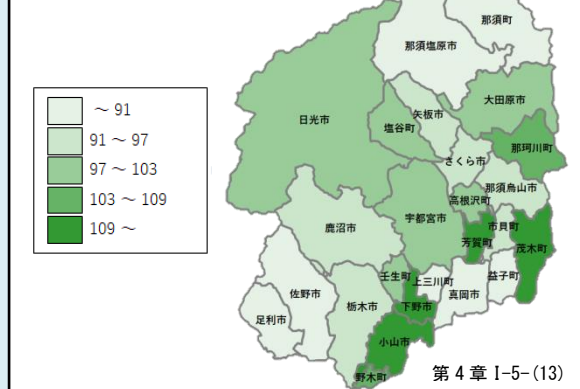 ～ 91
91 ～ 97
97 ～ 103
103 ～ 109
109 ～
那須町
那須塩原市
大田原市
日光市
矢板市
塩谷町
那珂川町
さくら市
那須烏山市
高根沢町
宇都宮市
鹿沼市
市貝町
芳賀町
茂木町
壬生町
上三川町
益子町
真岡市
佐野市
栃木市
下野市
足利市
小山市
野木町
第４章Ⅰ-5-(13)